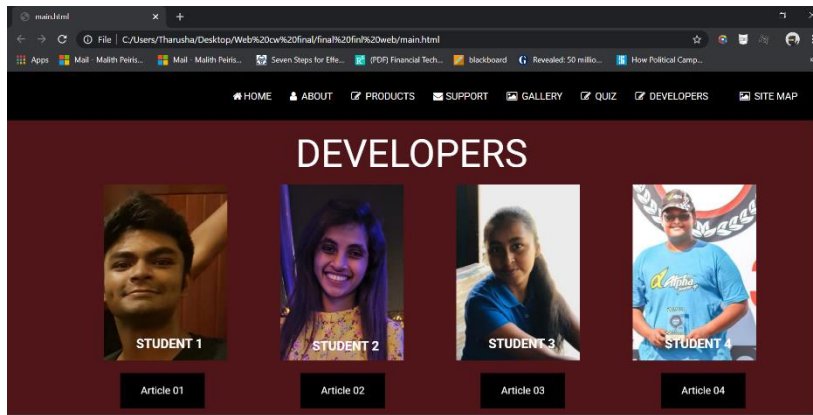 main.html
File | C:/Users/Tharusha/Desktop/Web%20cw%20final/final%20finl%20web/main.html
Apps Mail - Malith Peiris... Mail - Malith Peiris... Seven Steps for Effe... (PDF) Financial Tech... blackboard Revealed: 50 millio... How Political Camp...
HOME ABOUT PRODUCTS SUPPORT GALLERY QUIZ DEVELOPERS SITE MAP
DEVELOPERS
Alpha
STUDENT 1 STUDENT 2 STUDENT 3 STUDENT 4
Article 01 Article 02 Article 03 Article 04